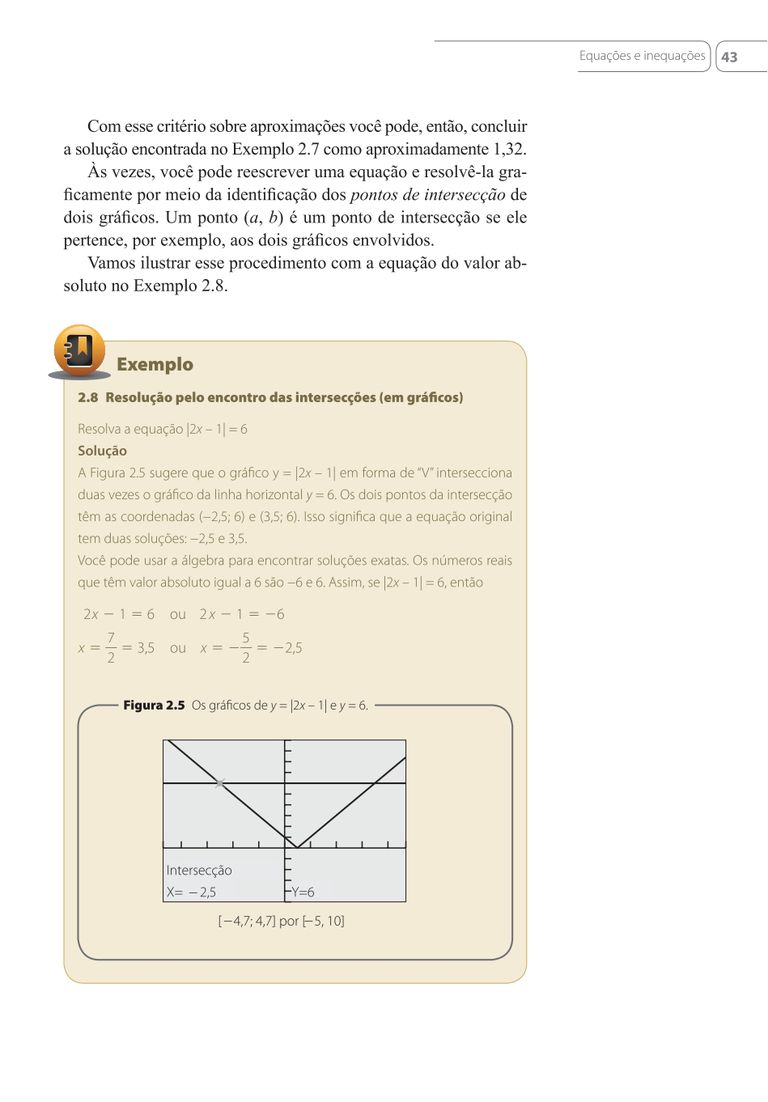 Equações e inequações 43
Com esse critério sobre aproximações você pode, então, concluir
a solução encontrada no Exemplo 2.7 como aproximadamente 1,32.
Às vezes, você pode reescrever uma equação e resolvê-la gra-
ficamente por meio da identificação dos pontos de intersecção de
dois gráficos. Um ponto (a, b) é um ponto de intersecção se ele
pertence, por exemplo, aos dois gráficos envolvidos.
Vamos ilustrar esse procedimento com a equação do valor ab-
soluto no Exemplo 2.8.
Exemplo
2.8 Resolução pelo encontro das intersecções (em gráficos)
Resolva a equação |2x – 1| = 6
Solução
A Figura 2.5 sugere que o gráfico y = |2x – 1| em forma de “V” intersecciona
duas vezes o gráfico da linha horizontal y = 6. Os dois pontos da intersecção
têm as coordenadas (−2,5; 6) e (3,5; 6). Isso significa que a equação original
tem duas soluções: −2,5 e 3,5.
Você pode usar a álgebra para encontrar soluções exatas. Os números reais
que têm valor absoluto igual a 6 são −6 e 6. Assim, se |2x – 1| = 6, então
2x − 1 = 6 ou 2x − 1 = −6
x = 7/2 = 3,5 ou x = −5/2 = −2,5
Figura 2.5 Os gráficos de y = |2x – 1| e y = 6.
Intersecção
X= −2,5 Y=6
[−4,7; 4,7] por [−5, 10]